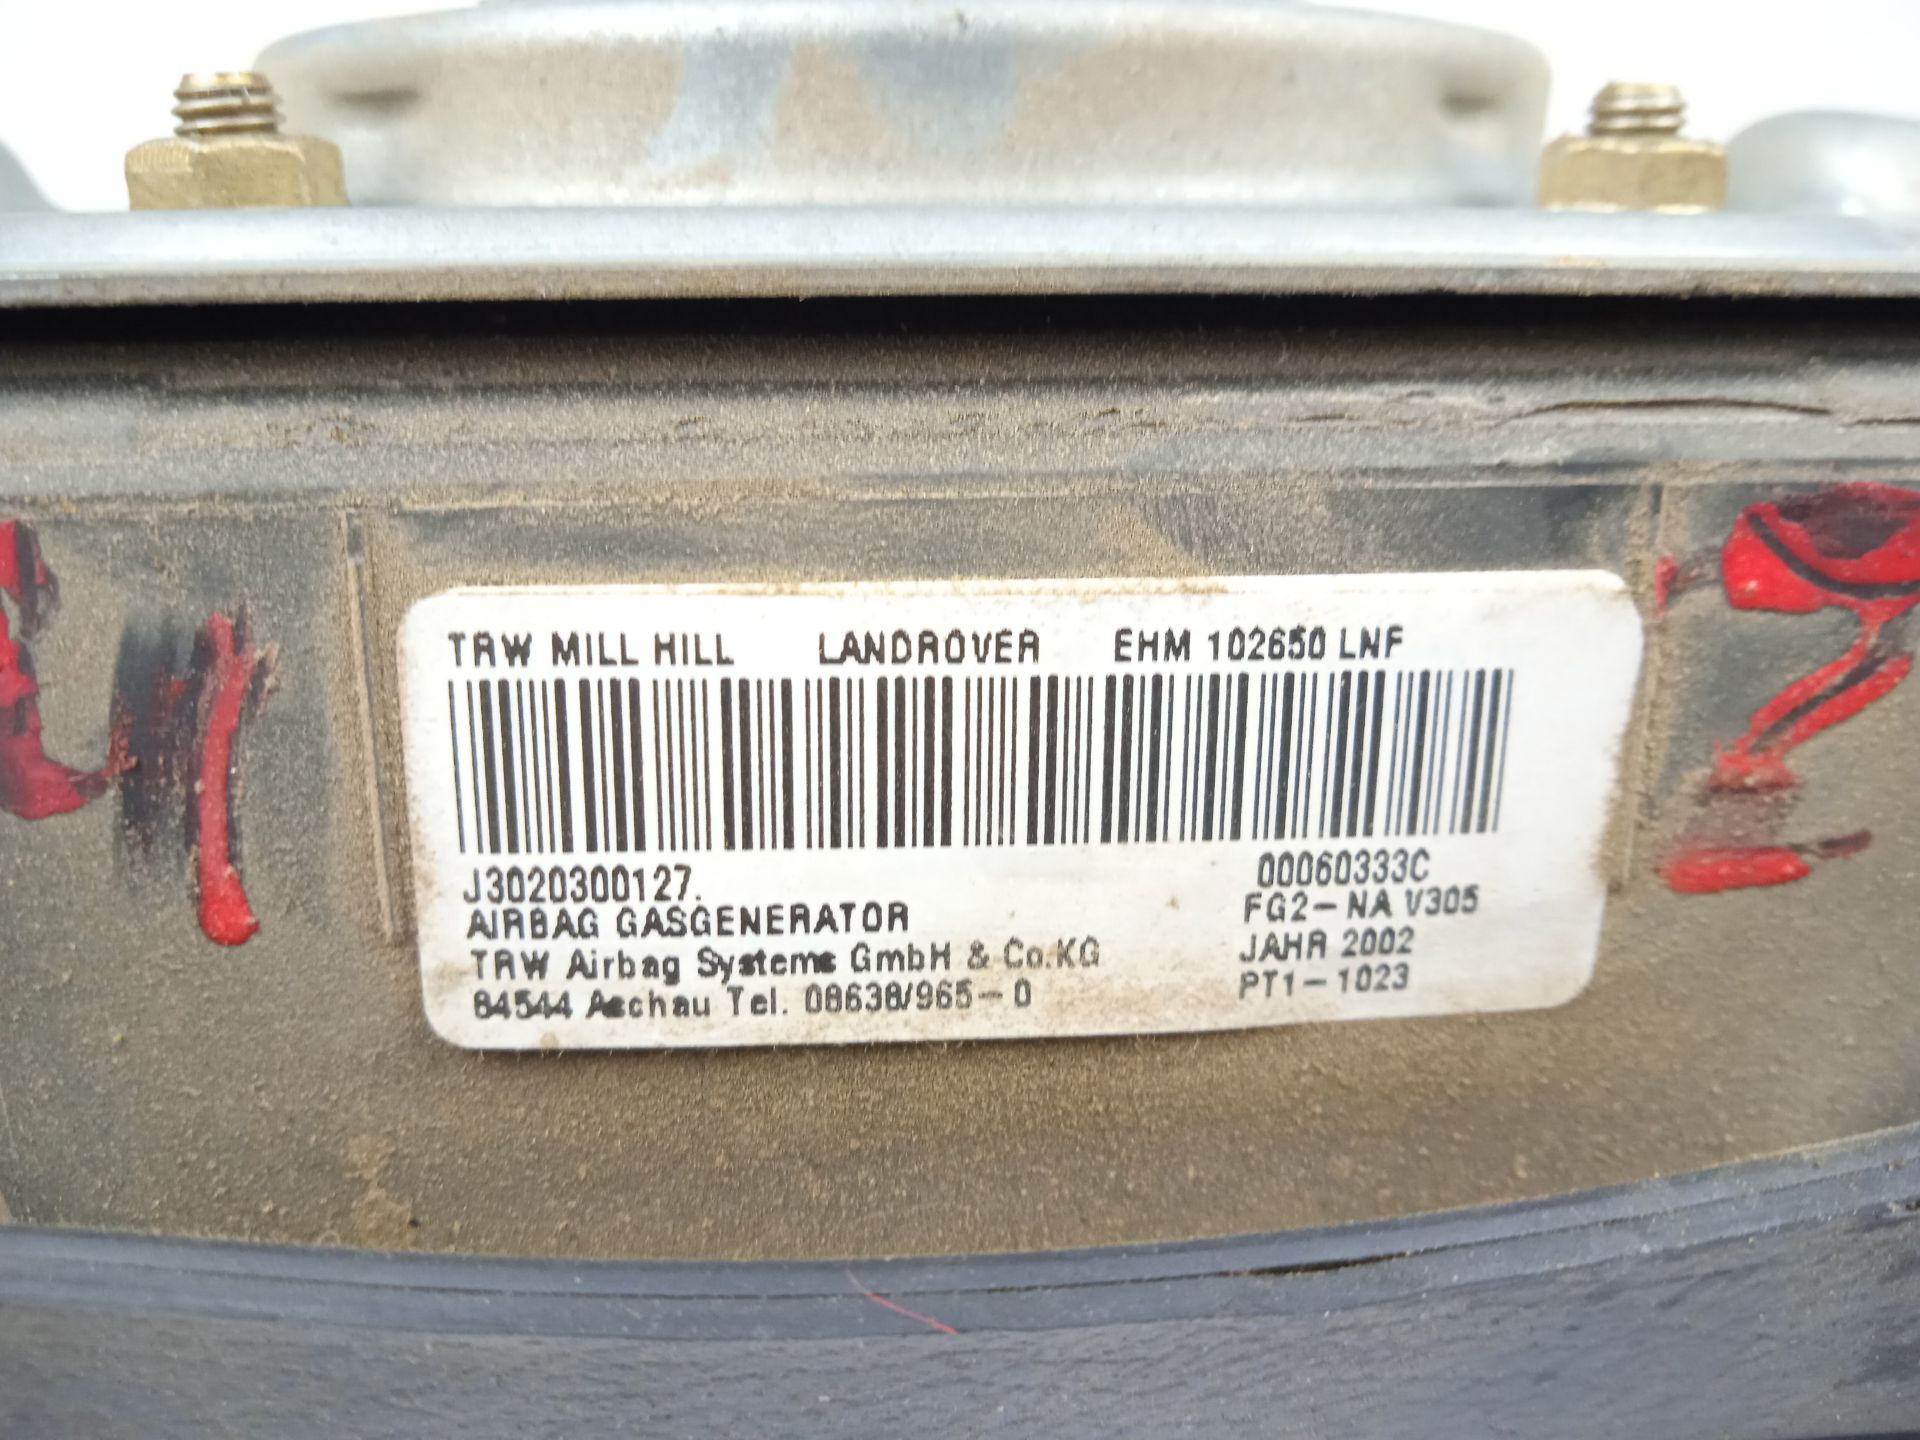 TRW MILL HILL LANDROVER EHM 102650 LNF
J3020300127. 00060333C
AIRBAG GASGENERATOR FG2-NA V305
TRW Airbag Systems GmbH & Co.KG JAHR 2002
84544 Aschau Tel. 08638/965-0 PT1-1023